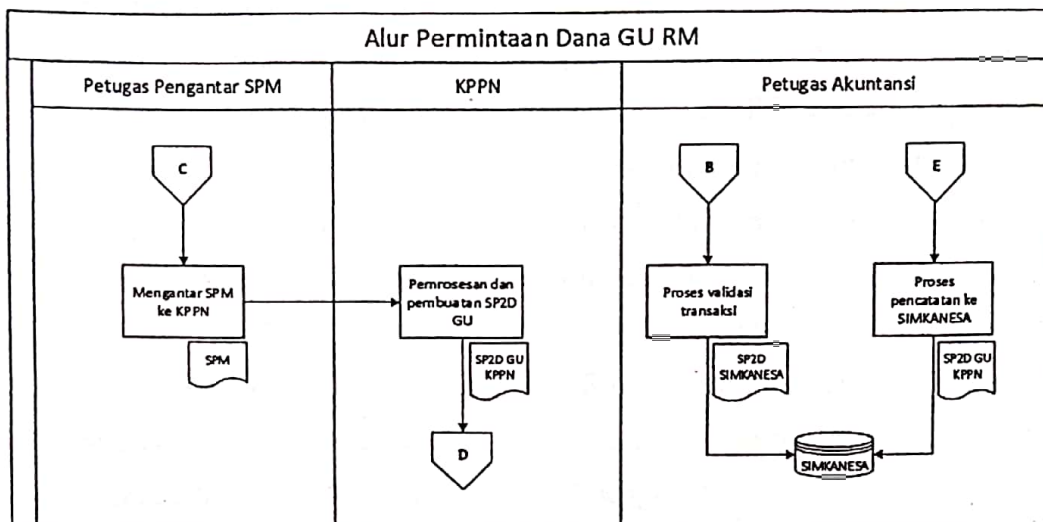 Alur Permintaan Dana GU RM
Petugas Pengantar SPM
KPPN
Petugas Akuntansi
C
B
E
Mengantar SPM
ke KPPN
SPM
Pemrosesan dan
pembuatan SP2D
GU
SP2D GU
KPPN
D
Proses validasi
transaksi
SP2D
SIMKANESA
Proses
pencatatan ke
SIMKANESA
SP2D GU
KPPN
SIMKANESA